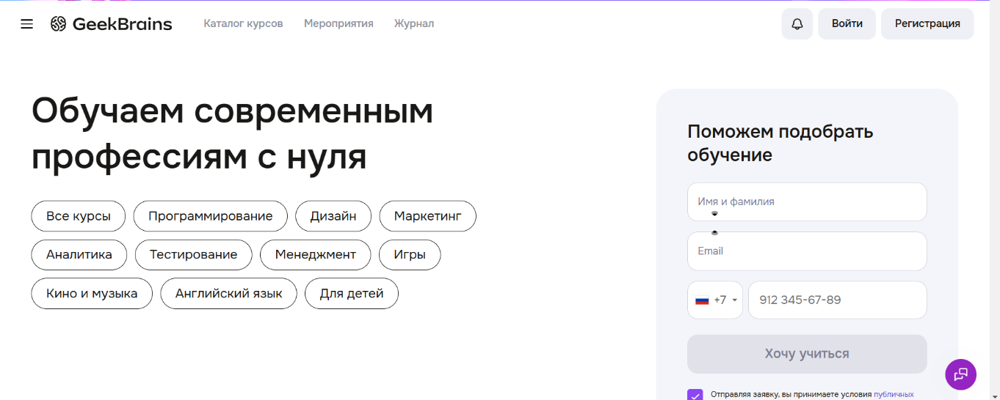 GeekBrains Каталог курсов Мероприятия Журнал Войти Регистрация
Обучаем современным
профессиям с нуля
Все курсы Программирование Дизайн Маркетинг
Аналитика Тестирование Менеджмент Игры
Кино и музыка Английский язык Для детей
Поможем подобрать
обучение
Имя и фамилия
Email
+7 912 345-67-89
Хочу учиться
Отправляя заявку, вы принимаете условия публичных